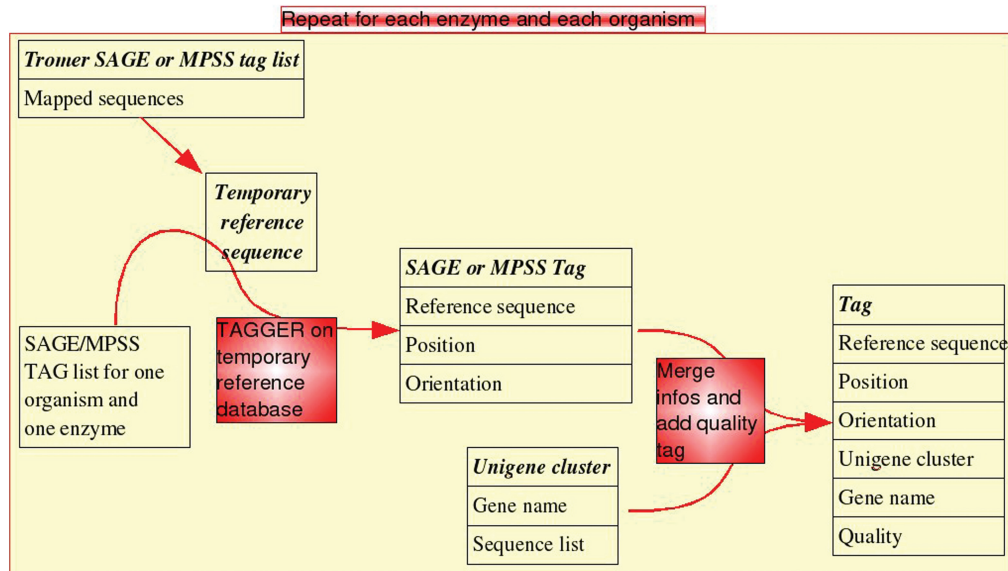 Repeat for each enzyme and each organism
Tromer SAGE or MPSS tag list
Mapped sequences
Temporary
reference
sequence
SAGE/MPSS
TAG list for one
organism and
one enzyme
TAGGER on
temporary
reference
database
SAGE or MPSS Tag
Reference sequence
Position
Orientation
Unigene cluster
Gene name
Sequence list
Merge
infos and
add quality
tag
Tag
Reference sequence
Position
Orientation
Unigene cluster
Gene name
Quality